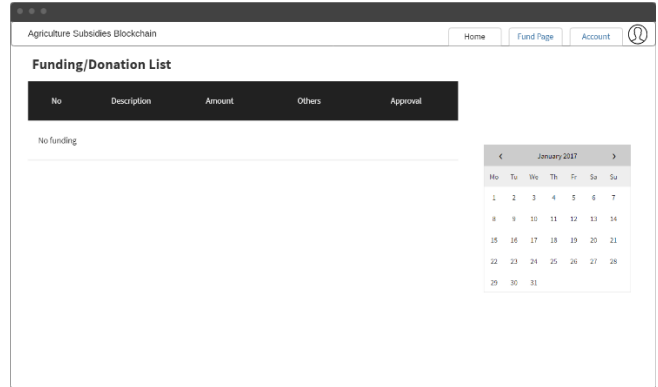 Agriculture Subsidies Blockchain
Home Fund Page Account
Funding/Donation List
No Description Amount Others Approval
No funding
January 2017
Mo Tu We Th Fr Sa Su
1 2 3 4 5 6 7
8 9 10 11 12 13 14
15 16 17 18 19 20 21
22 23 24 25 26 27 28
29 30 31